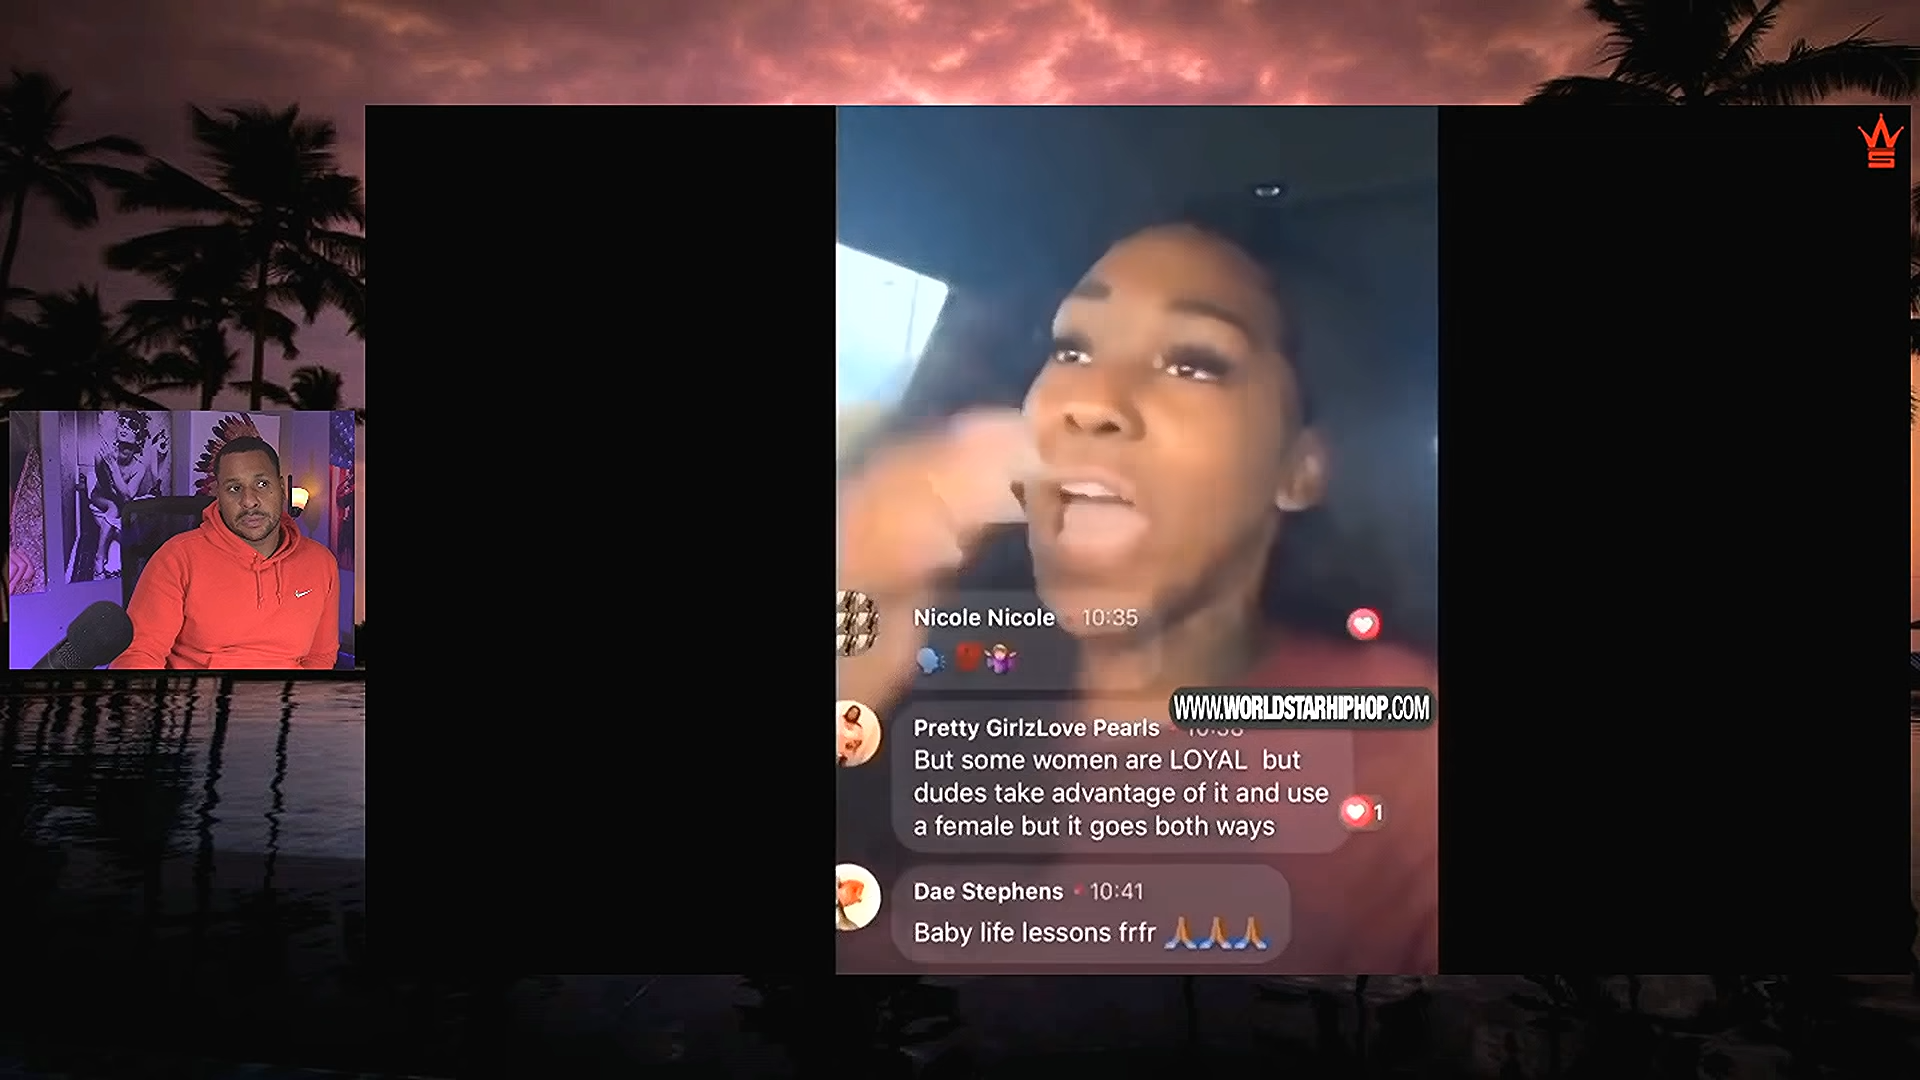 Nicole Nicole 10:35
WWW.WORLDSTARHIPHOP.COM
Pretty GirlzLove Pearls
But some women are LOYAL but
dudes take advantage of it and use
a female but it goes both ways
1
Dae Stephens 10:41
Baby life lessons frfr 🙏🏾🙏🏾🙏🏾